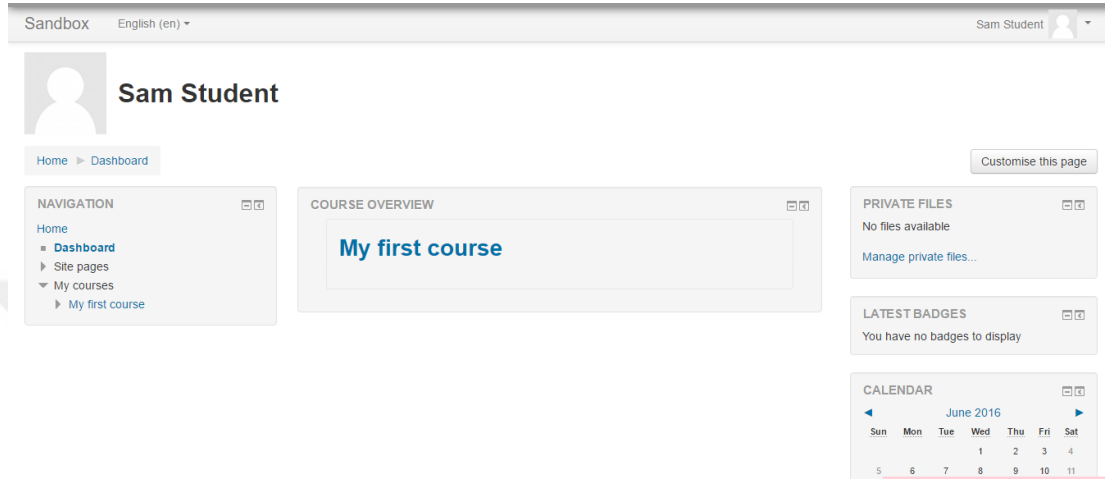 Sandbox English (en)
Sam Student
Sam Student
Home Dashboard
Customise this page
NAVIGATION
Home
Dashboard
Site pages
My courses
My first course
COURSE OVERVIEW
My first course
PRIVATE FILES
No files available
Manage private files...
LATEST BADGES
You have no badges to display
CALENDAR
June 2016
Sun Mon Tue Wed Thu Fri Sat
1 2 3 4
5 6 7 8 9 10 11